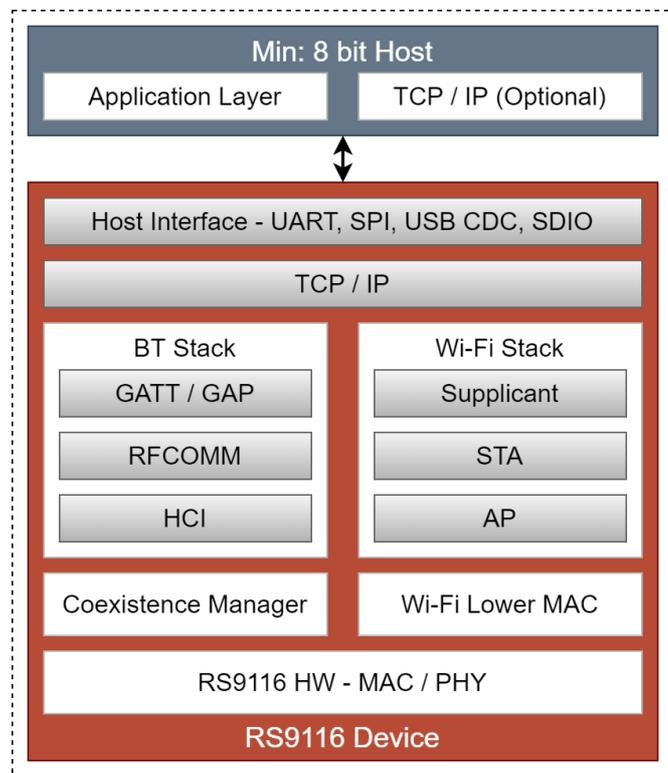 Min: 8 bit Host
Application Layer
TCP / IP (Optional)
Host Interface - UART, SPI, USB CDC, SDIO
TCP / IP
BT Stack
GATT / GAP
RFCOMM
HCI
Wi-Fi Stack
Supplicant
STA
AP
Coexistence Manager
Wi-Fi Lower MAC
RS9116 HW - MAC / PHY
RS9116 Device